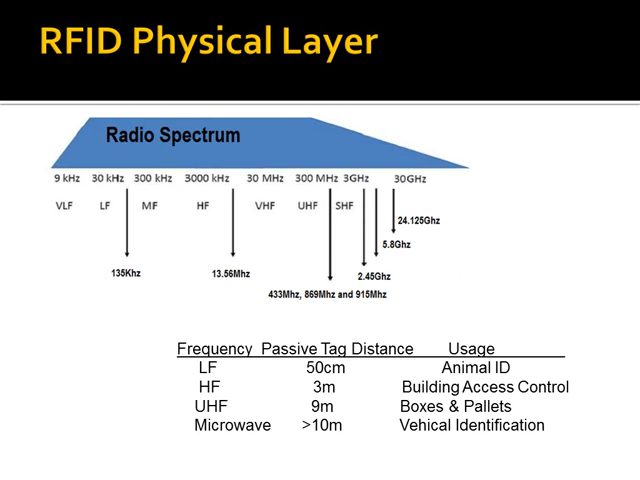 RFID Physical Layer
Radio Spectrum
9 kHz 30 kHz 300 kHz 3000 kHz 30 MHz 300 MHz 3GHz 30GHz
VLF LF MF HF VHF UHF SHF
24.125Ghz
5.8Ghz
135Khz 13.56Mhz 2.45Ghz
433Mhz, 869Mhz and 915Mhz
Frequency Passive Tag Distance Usage
LF 50cm Animal ID
HF 3m Building Access Control
UHF 9m Boxes & Pallets
Microwave >10m Vehical Identification